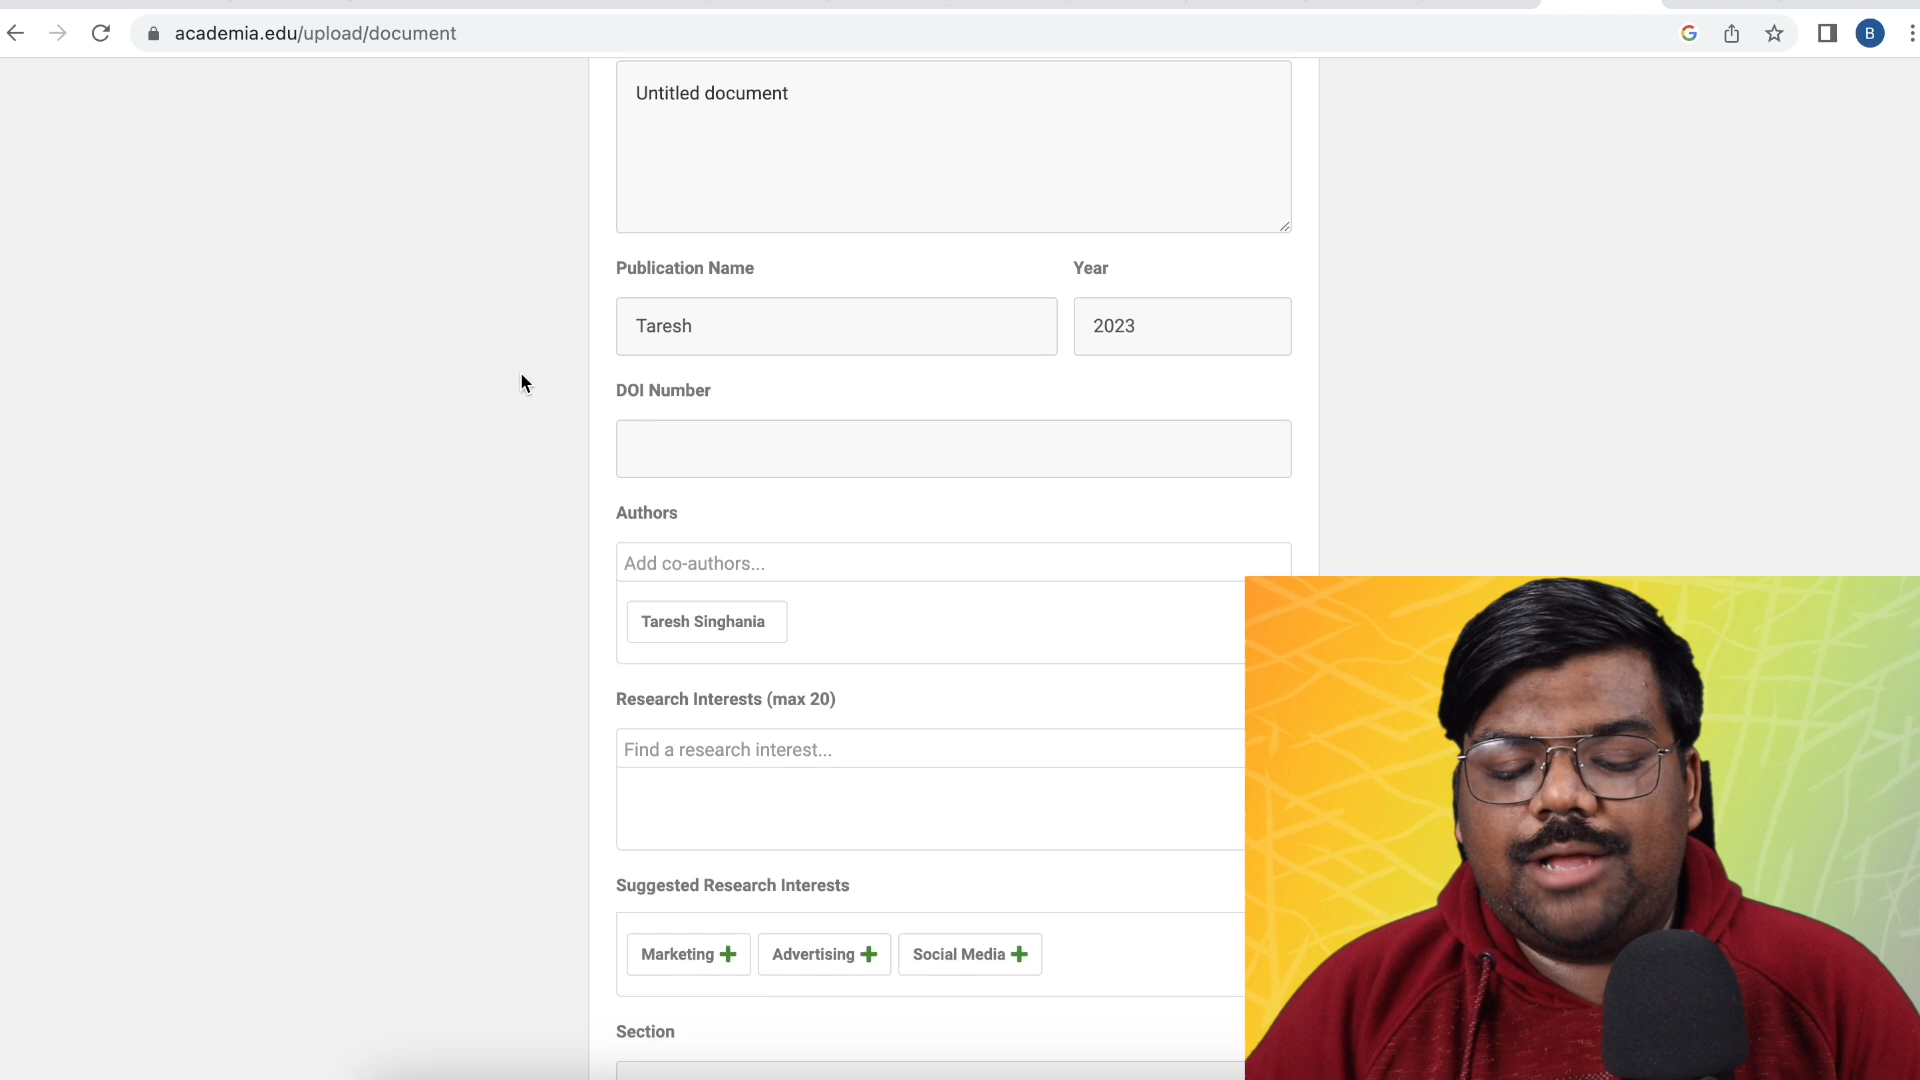 academia.edu/upload/document
B
Untitled document
Publication Name
Year
Taresh
2023
DOI Number
Authors
Add co-authors...
Taresh Singhania
Research Interests (max 20)
Find a research interest...
Suggested Research Interests
Marketing
Advertising
Social Media
Section